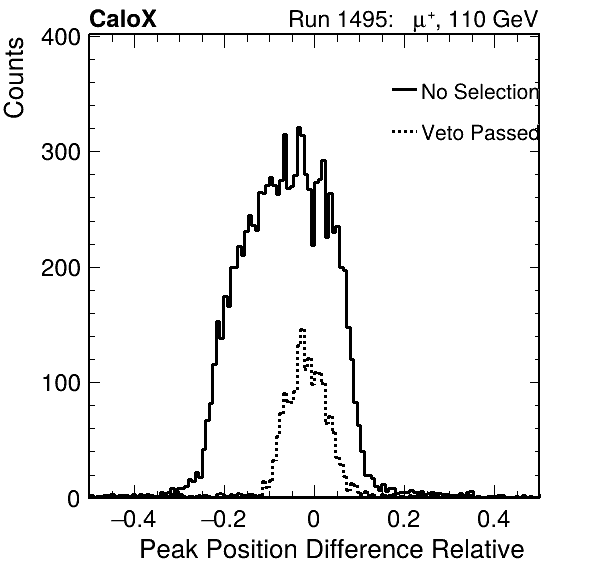 CaloX Run 1495: μ⁺, 110 GeV
Counts
400
300
200
100
0
No Selection
Veto Passed
−0.4 −0.2 0 0.2 0.4
Peak Position Difference Relative